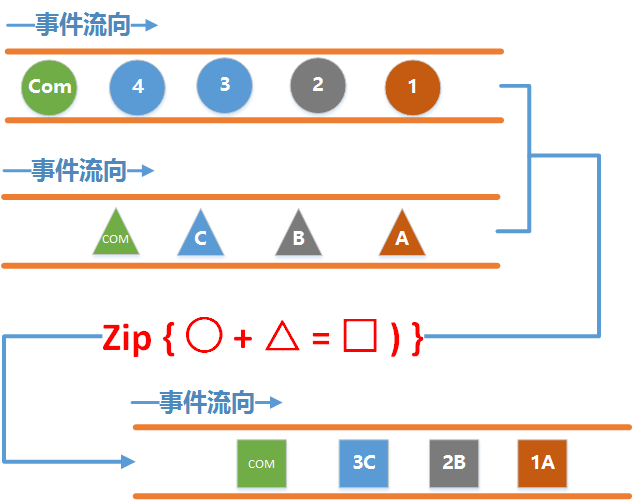 事件流向
Com 4 3 2 1
事件流向
COM C B A
Zip { ○ + △ = □ ) }
事件流向
COM 3C 2B 1A